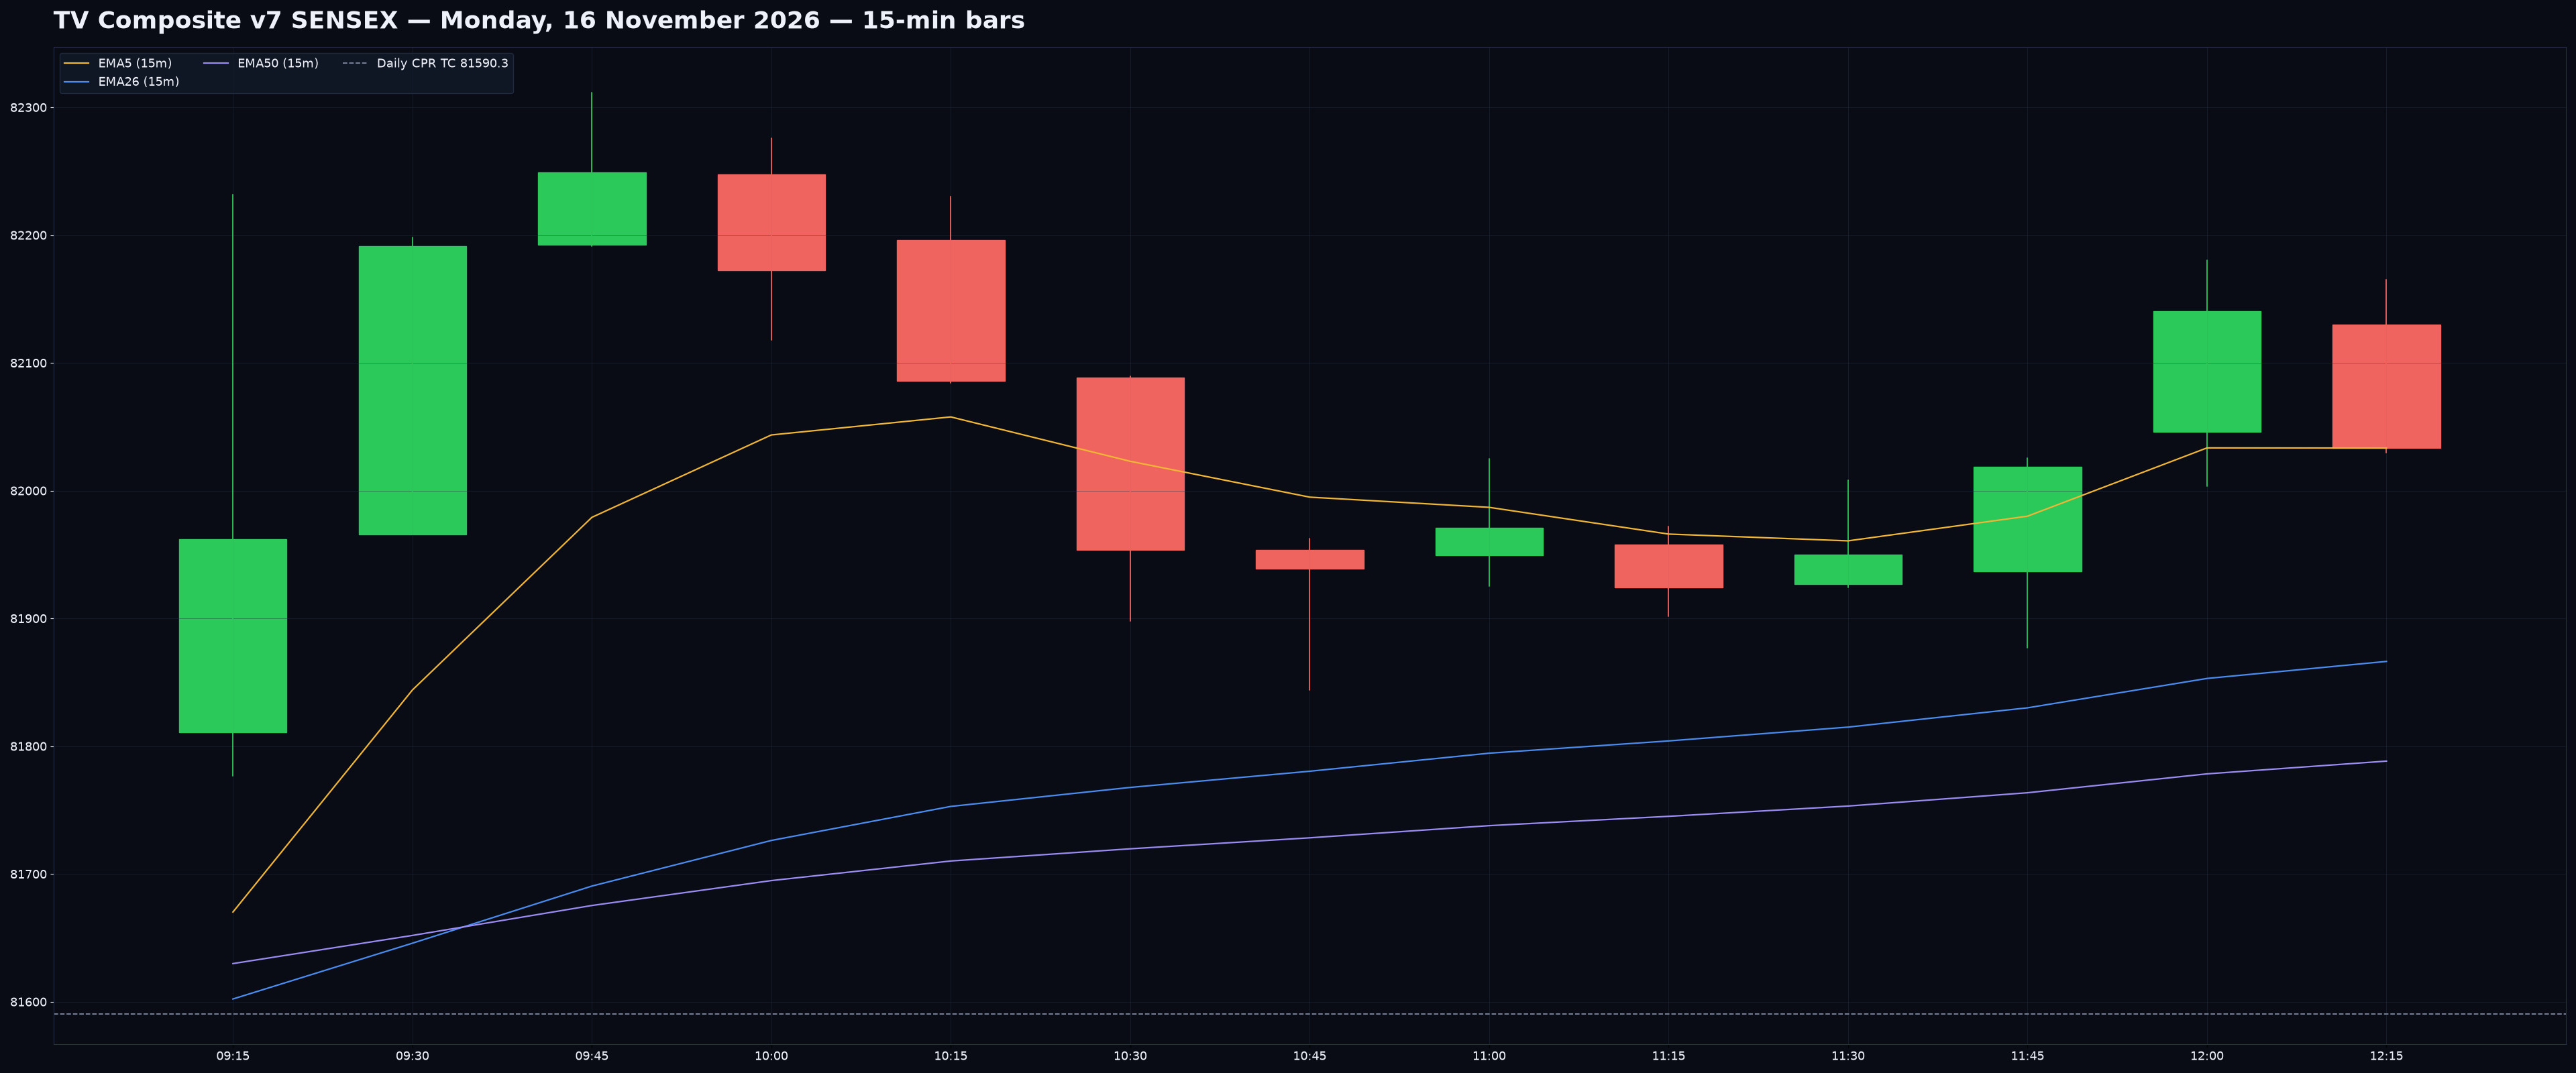 TV Composite v7 SENSEX — Monday, 16 November 2026 — 15-min bars
EMA5 (15m) EMA50 (15m) Daily CPR TC 81590.3
EMA26 (15m)
82300
82200
82100
82000
81900
81800
81700
81600
09:15 09:30 09:45 10:00 10:15 10:30 10:45 11:00 11:15 11:30 11:45 12:00 12:15